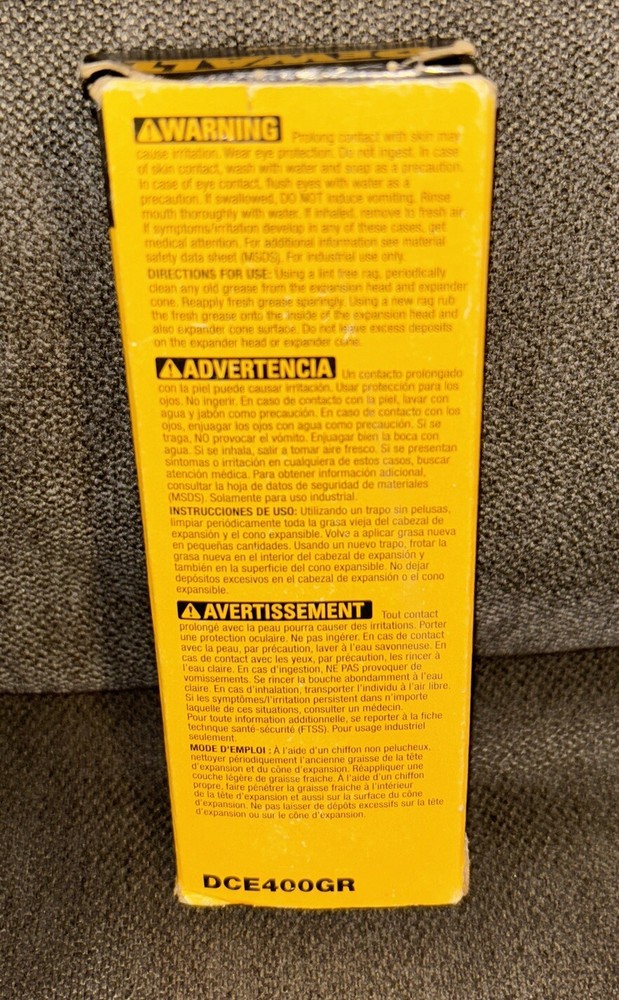 DEWALT
WARNING Prolong contact with skin may
cause irritation. Wear eye protection. Do not ingest. In case
of skin contact, wash with water and soap as a precaution.
In case of eye contact, flush eyes with water as a
precaution. If swallowed, DO NOT induce vomiting. Rinse
mouth thoroughly with water. If inhaled, remove to fresh air.
If symptoms/irritation develop in any of these cases, get
medical attention. For additional information see material
safety data sheet (MSDS). For industrial use only.
DIRECTIONS FOR USE: Using a lint free rag, periodically
clean any old grease from the expansion head and expander
cone. Reapply fresh grease sparingly. Using a new rag rub
the fresh grease onto the inside of the expansion head and
also expander cone surface. Do not leave excess deposits
on the expander head or expander cone.
ADVERTENCIA Un contacto prolongado
con la piel puede causar irritación. Usar protección para los
ojos. No ingerir. En caso de contacto con la piel, lavar con
agua y jabón como precaución. En caso de contacto con los
ojos, enjuagar los ojos con agua como precaución. Si se
traga, NO provocar el vómito. Enjuagar bien la boca con
agua. Si se inhala, salir a tomar aire fresco. Si se presentan
síntomas o irritación en cualquiera de estos casos, buscar
atención médica. Para obtener información adicional,
consultar la hoja de datos de seguridad de materiales
(MSDS). Solamente para uso industrial.
INSTRUCCIONES DE USO: Utilizando un trapo sin pelusas,
limpiar periódicamente toda la grasa vieja del cabezal de
expansión y el cono expansible. Volva a aplicar grasa nueva
en pequeñas cantidades. Usando un nuevo trapo, frotar la
grasa nueva en el interior del cabezal de expansión y
también en la superficie del cono expansible. No dejar
depósitos excesivos en el cabezal de expansión o el cono
expansible.
AVERTISSEMENT Tout contact
prolongé avec la peau pourra causer des irritations. Porter
une protection oculaire. Ne pas ingérer. En cas de contact
avec la peau, par précaution, laver à l'eau savonneuse. En
cas de contact avec les yeux, par précaution, les rincer à
l'eau claire. En cas d'ingestion, NE PAS provoquer de
vomissements. Se rincer la bouche abondamment à l'eau
claire. En cas d'inhalation, transporter l'individu à l'air libre.
Si les symptômes/l'irritation persistent dans n'importe
laquelle de ces situations, consulter un médecin.
Pour toute information additionnelle, se reporter à la fiche
technique santé-sécurité (FTSS). Pour usage industriel
seulement.
MODE D'EMPLOI : À l'aide d'un chiffon non pelucheux,
nettoyer périodiquement l'ancienne graisse de la tête
d'expansion et du cône d'expansion. Réappliquer une
couche légère de graisse fraîche. À l'aide d'un chiffon
propre, faire pénétrer la graisse fraîche à l'intérieur
de la tête d'expansion et aussi sur la surface du cône
d'expansion. Ne pas laisser de dépôts excessifs sur la tête
d'expansion ou sur le cône d'expansion.
DCE400GR